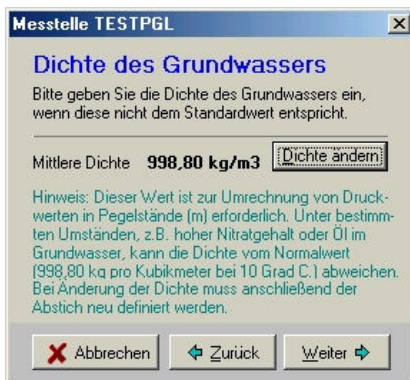 Messtelle TESTPGL
Dichte des Grundwassers
Bitte geben Sie die Dichte des Grundwassers ein,
wenn diese nicht dem Standardwert entspricht.
Mittlere Dichte 998,80 kg/m3 Dichte ändern
Hinweis: Dieser Wert ist zur Umrechnung von Druck-
werten in Pegelstände (m) erforderlich. Unter bestimm-
ten Umständen, z.B. hoher Nitratgehalt oder Öl im
Grundwasser, kann die Dichte vom Normalwert
(998,80 kg pro Kubikmeter bei 10 Grad C.) abweichen.
Bei Änderung der Dichte muss anschließend der
Abstich neu definiert werden.
Abbrechen Zurück Weiter